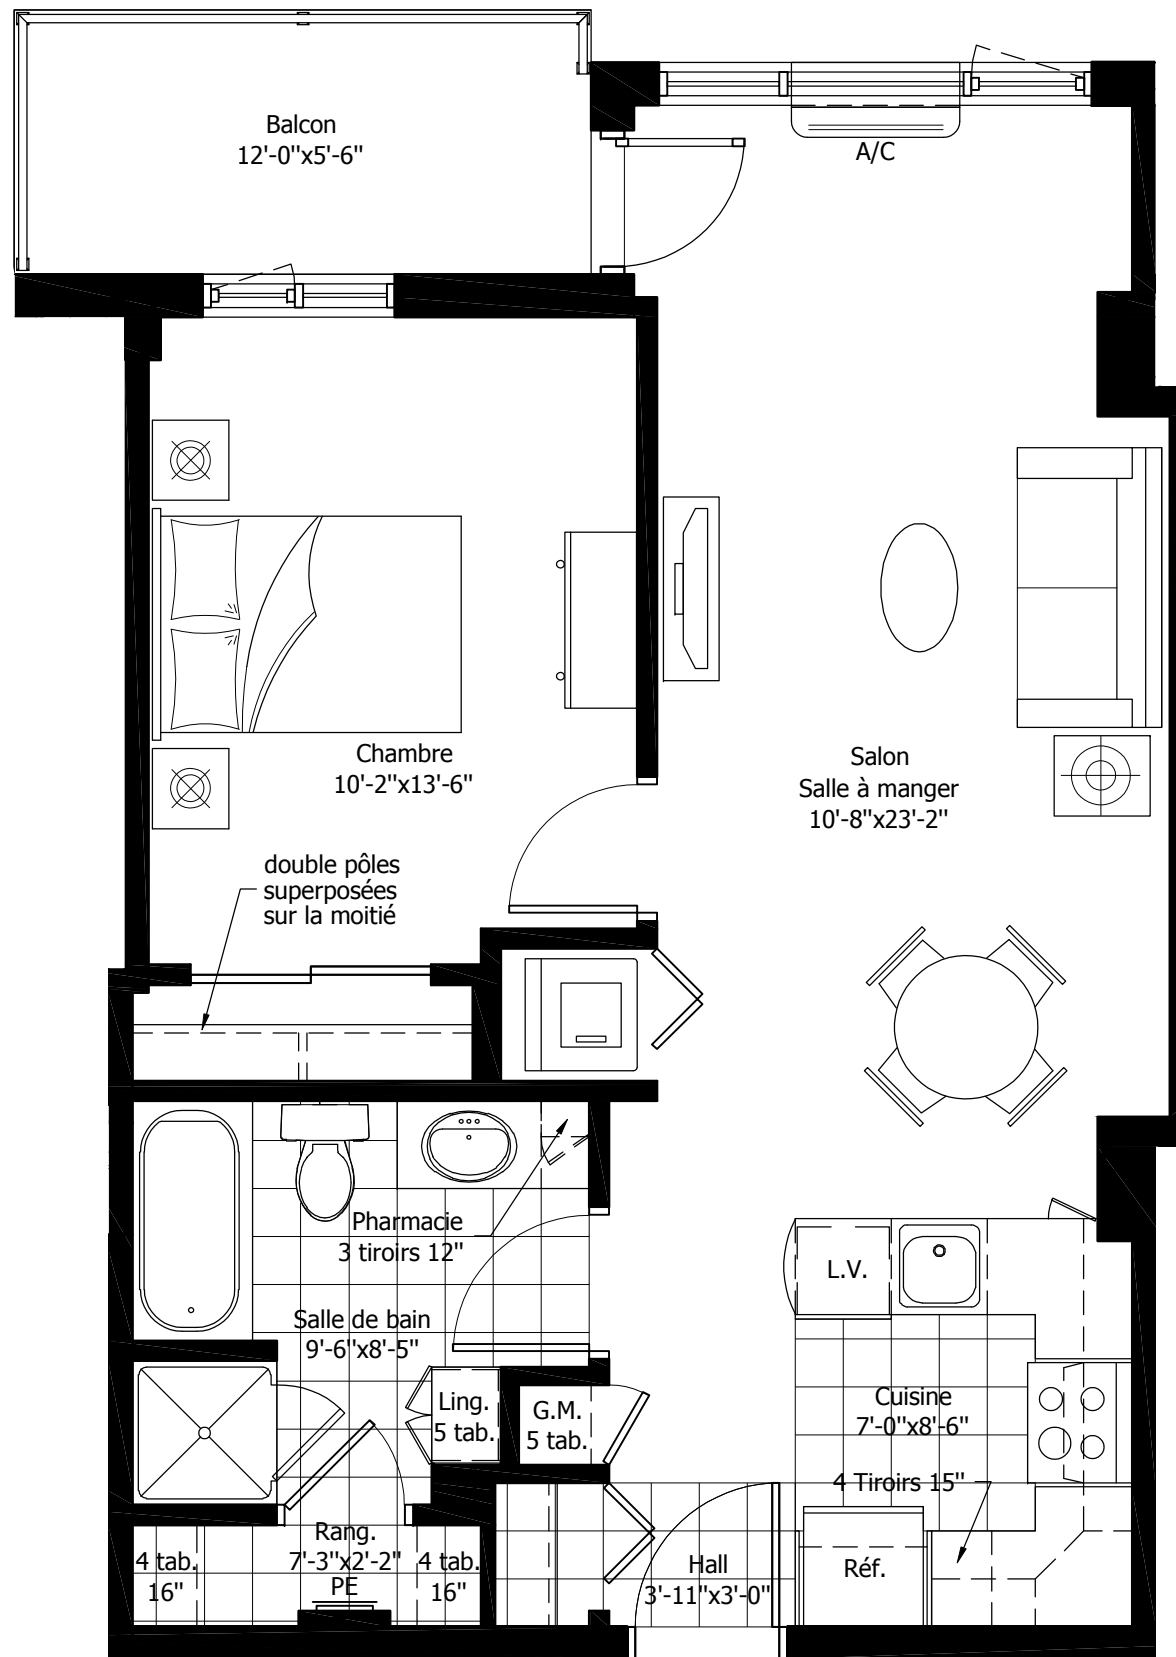 Balcon
12'-0"x5'-6"
A/C
Chambre
10'-2"x13'-6"
Salon
Salle à manger
10'-8"x23'-2"
double pôles
superposées
sur la moitié
Pharmacie
3 tiroirs 12"
Salle de bain
9'-6"x8'-5"
L.V.
Ling.
5 tab.
G.M.
5 tab.
Cuisine
7'-0"x8'-6"
4 Tiroirs 15"
4 tab.
16"
Rang.
7'-3"x2'-2"
PE
4 tab.
16"
Hall
3'-11"x3'-0"
Réf.